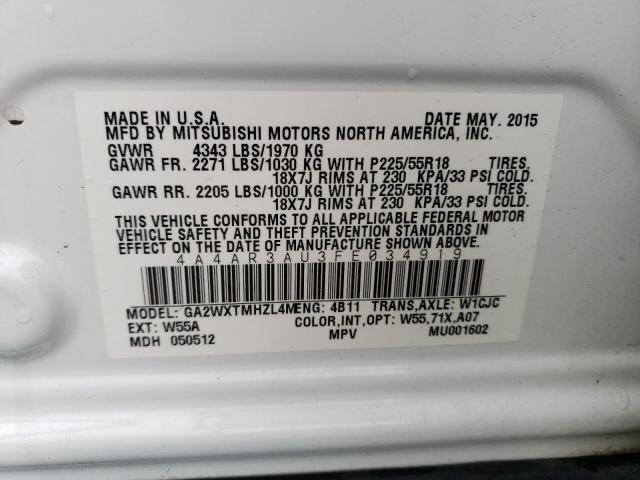 MADE IN U.S.A. DATE MAY. 2015
MFD BY MITSUBISHI MOTORS NORTH AMERICA, INC.
GVWR 4343 LBS/1970 KG
GAWR FR. 2271 LBS/1030 KG WITH P225/55R18 TIRES.
18X7J RIMS AT 230 KPA/33 PSI COLD.
GAWR RR. 2205 LBS/1000 KG WITH P225/55R18 TIRES.
18X7J RIMS AT 230 KPA/33 PSI COLD.
THIS VEHICLE CONFORMS TO ALL APPLICABLE FEDERAL MOTOR
VEHICLE SAFETY AND THEFT PREVENTION STANDARDS IN
EFFECT ON THE DATE OF MANUFACTURE SHOWN ABOVE.
4A4AR3AU3FE034919
MODEL: GA2WXTMHZL4M ENG: 4B11 TRANS,AXLE: W1CJC
EXT: W55A COLOR,INT,OPT: W55,71X,A07
MDH 050512 MPV MU001602